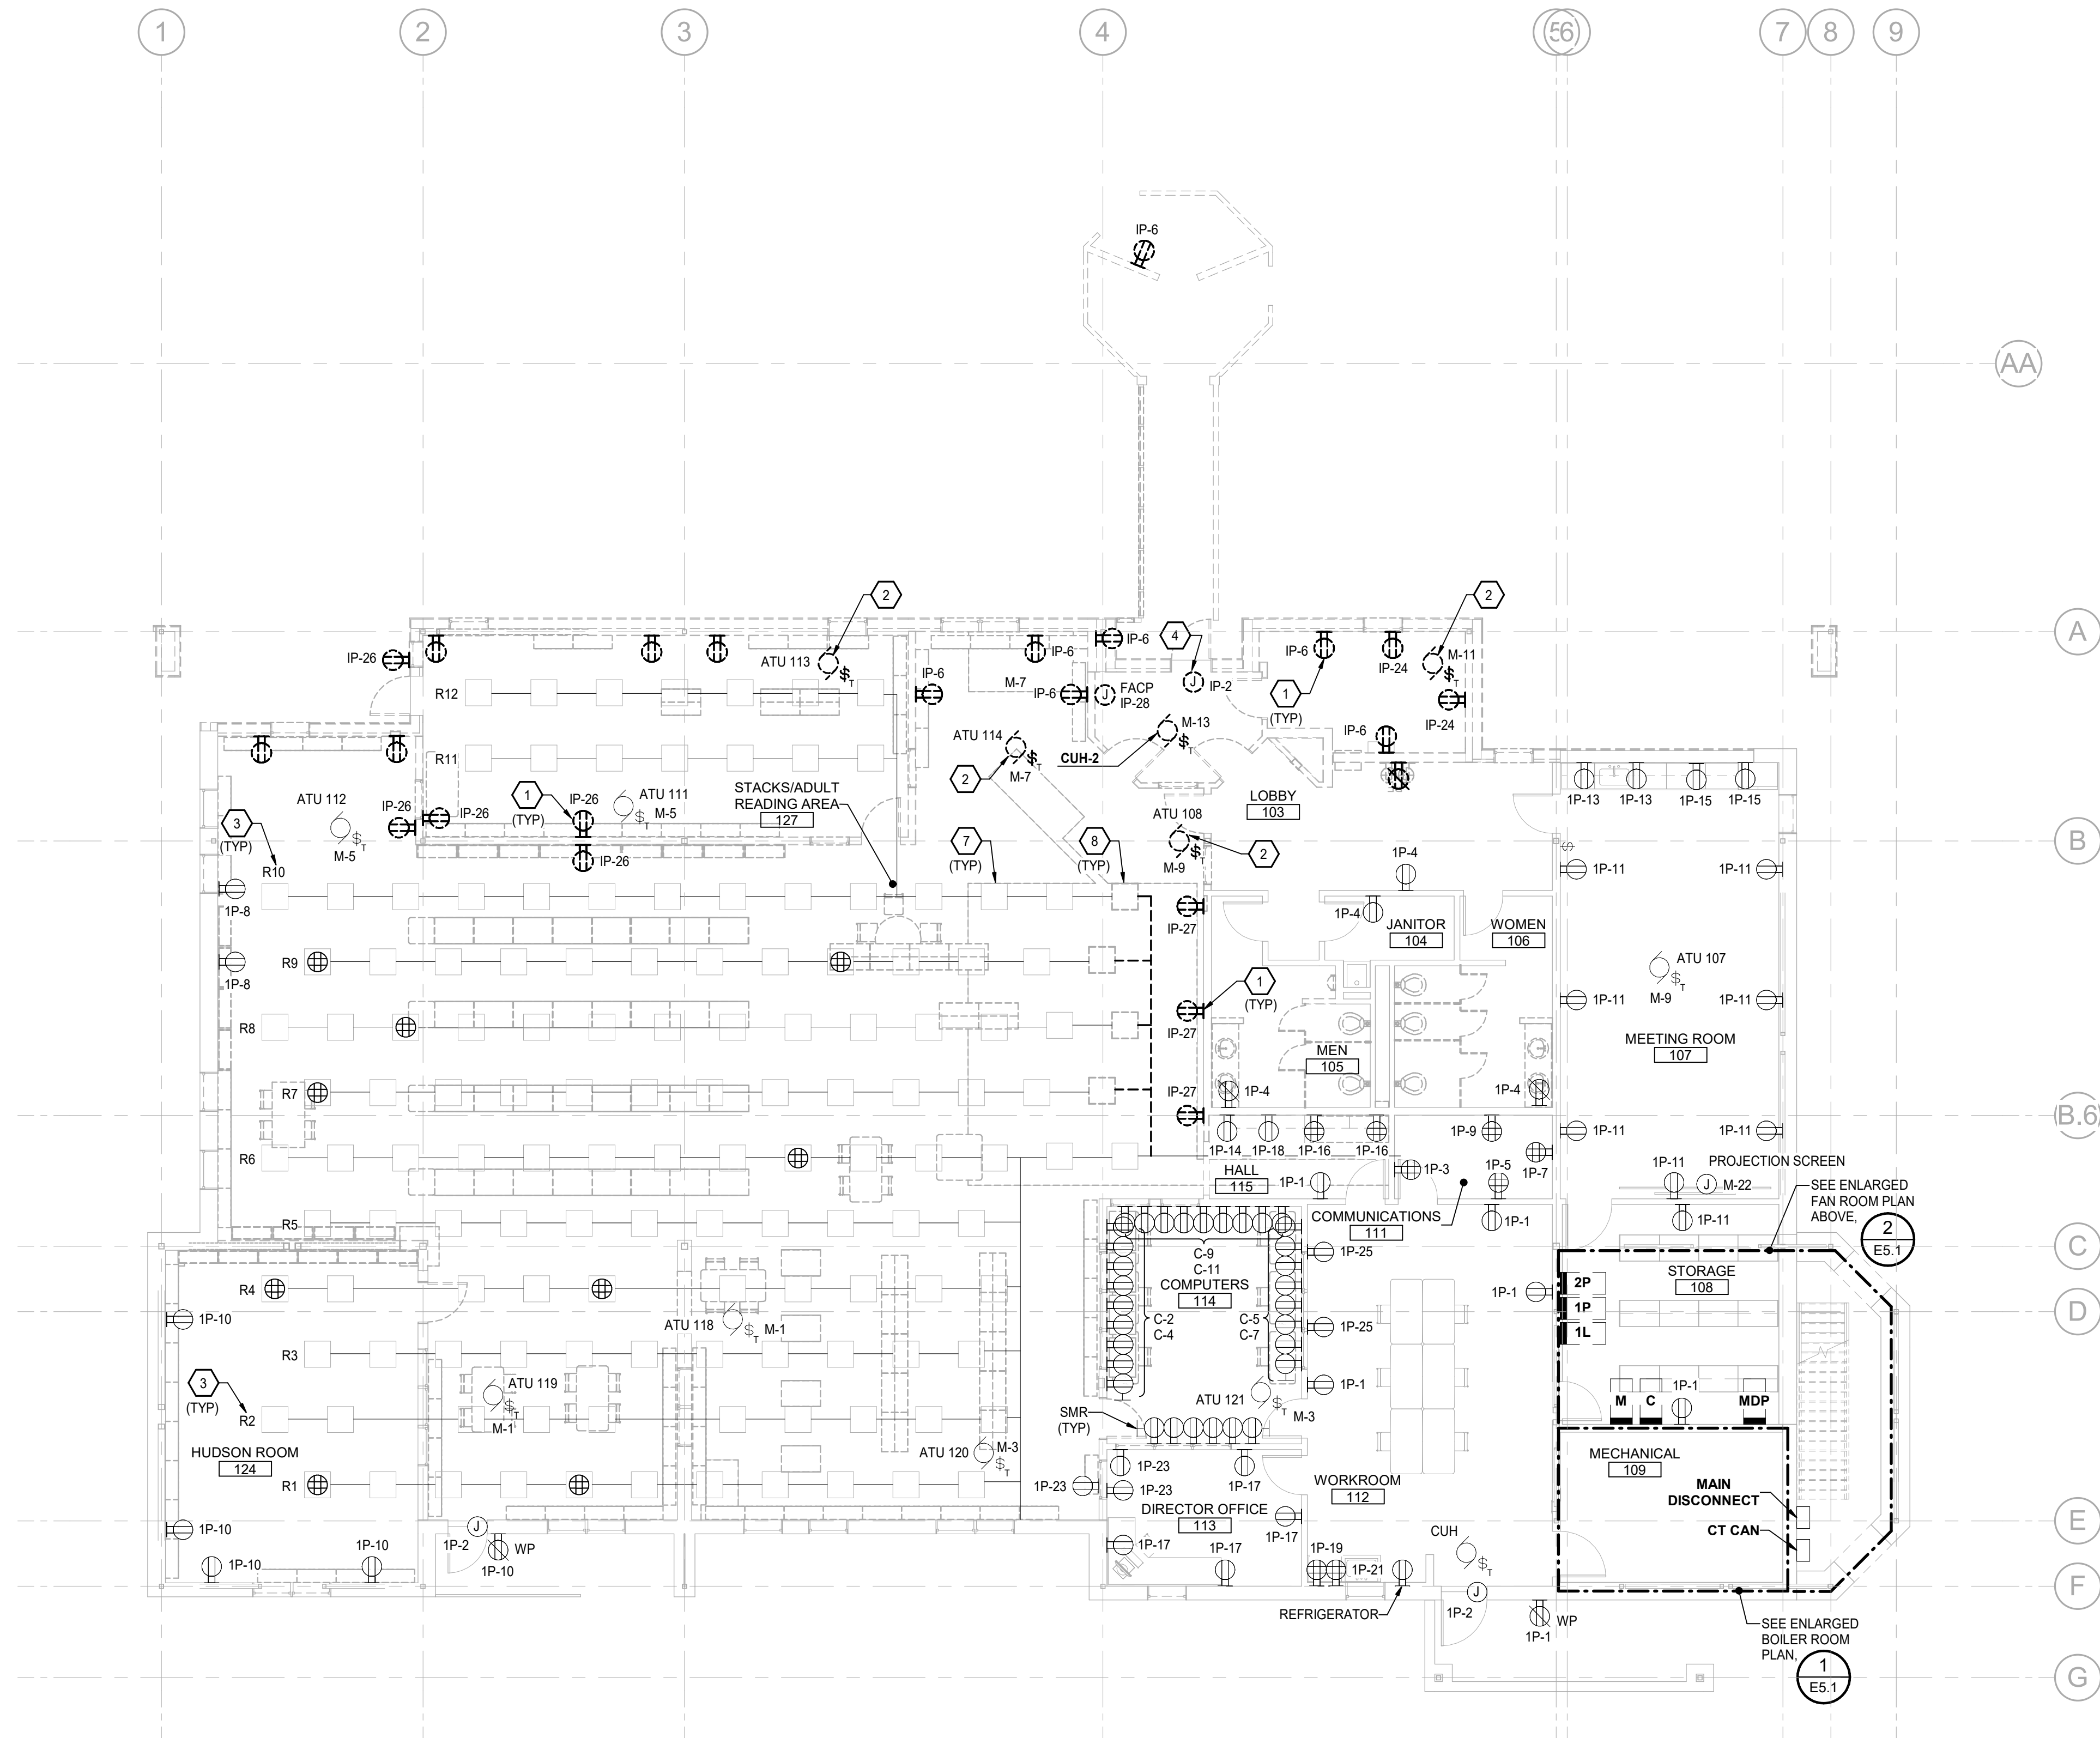 1
2
3
4
5
6
7
8
9
AA
IP-6
2
2
A
IP-26
ATU 113
$T
IP-6
IP-6
4
IP-6
M-11
$T
IP-24
R12
IP-6
M-7
IP-6
J
FACP
IP-28
J
IP-2
1
(TYP)
IP-24
M-13
$T
IP-6
CUH-2
R11
ATU 114
$T
M-7
2
ATU 112
$T
M-5
IP-26
IP-26
1
(TYP)
IP-26
ATU 111
$T
M-5
STACKS/ADULT
READING AREA
127
LOBBY
103
1P-13
1P-13
1P-15
1P-15
3
(TYP)
R10
IP-26
7
(TYP)
8
(TYP)
ATU 108
$T
M-9
2
B
$
1P-4
1P-11
1P-11
1P-8
IP-27
1P-4
JANITOR
104
WOMEN
106
R9
1P-8
1
(TYP)
ATU 107
$T
M-9
R8
IP-27
1P-11
1P-11
MEETING ROOM
107
MEN
105
R7
IP-27
1P-4
1P-4
B.6
1P-14
1P-18
1P-16
1P-16
1P-9
1P-11
1P-11
R6
HALL
115
1P-1
1P-3
1P-5
1P-7
1P-11
PROJECTION SCREEN
J
M-22
SEE ENLARGED
FAN ROOM PLAN
ABOVE,
2
E5.1
R5
COMMUNICATIONS
111
1P-1
1P-11
C
C-9
C-11
1P-25
COMPUTERS
114
STORAGE
108
R4
1P-1
2P
1P
1L
D
1P-10
ATU 118
$T
M-1
C-2
C-4
C-5
C-7
1P-25
R3
3
(TYP)
ATU 119
$T
M-1
ATU 121
$T
M-3
1P-1
1P-1
M
C
MDP
R2
SMR
(TYP)
HUDSON ROOM
124
ATU 120
M-3
$T
MECHANICAL
109
R1
1P-23
1P-23
1P-23
1P-17
WORKROOM
112
MAIN
DISCONNECT
DIRECTOR OFFICE
113
1P-17
1P-10
J
1P-2
WP
1P-10
1P-17
1P-17
CUH
$T
CT CAN
E
1P-10
1P-10
1P-19
1P-21
F
REFRIGERATOR
J
1P-2
WP
1P-1
SEE ENLARGED
BOILER ROOM
PLAN,
1
E5.1
G